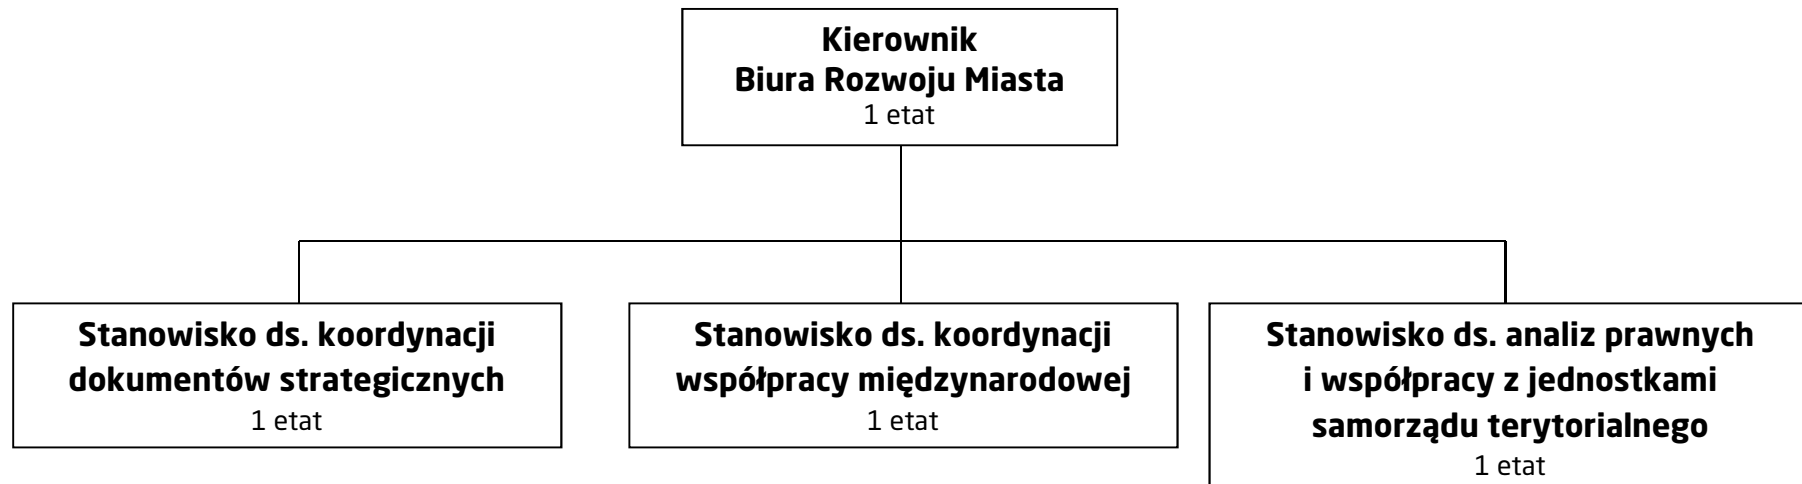 Kierownik
Biura Rozwoju Miasta
1 etat
Stanowisko ds. koordynacji
dokumentów strategicznych
1 etat
Stanowisko ds. koordynacji
współpracy międzynarodowej
1 etat
Stanowisko ds. analiz prawnych
i współpracy z jednostkami
samorządu terytorialnego
1 etat